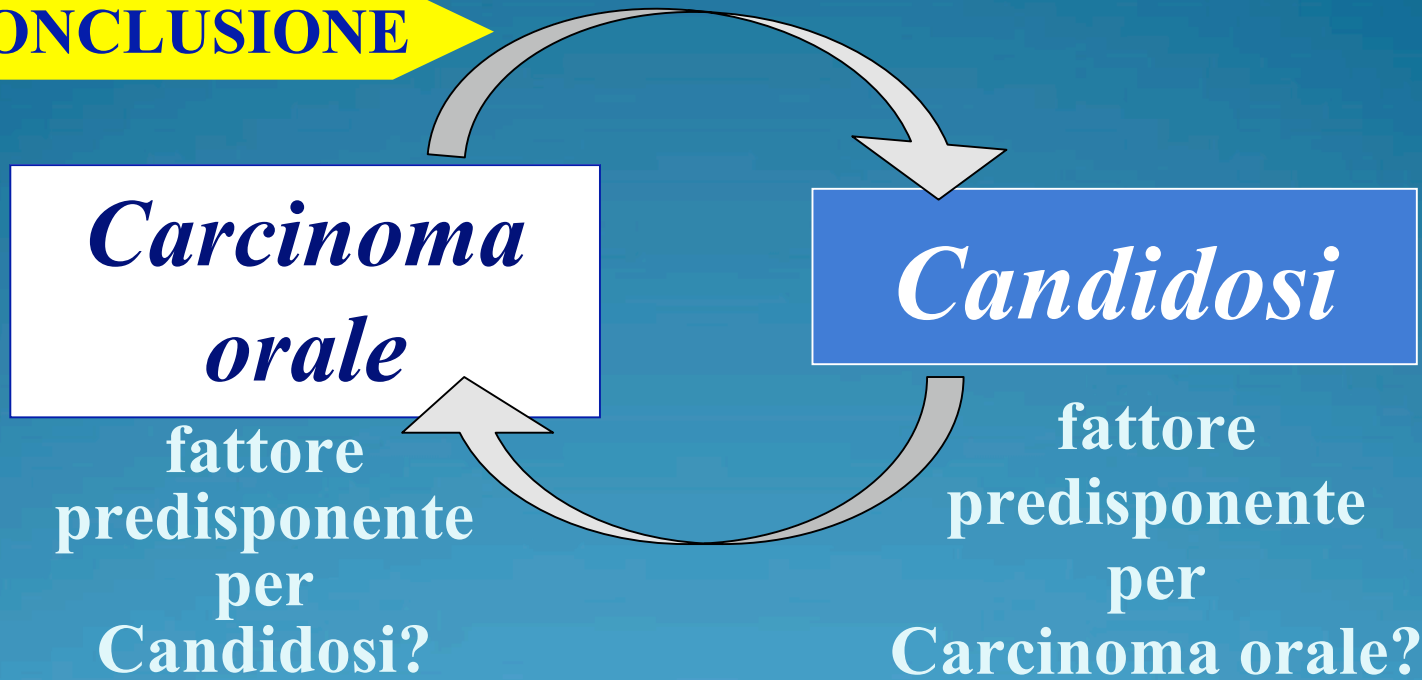 ONCLUSIONE
Carcinoma
orale
Candidosi
fattore
predisponente
per
Candidosi?
fattore
predisponente
per
Carcinoma orale?